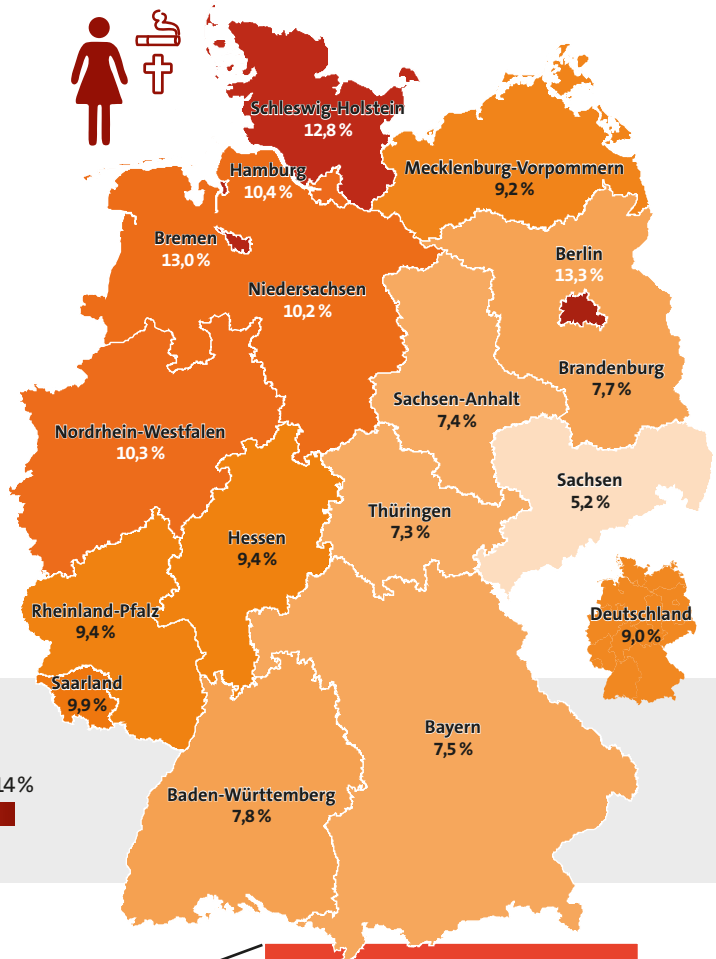 Schleswig-Holstein
12,8 %
Hamburg
10,4 %
Mecklenburg-Vorpommern
9,2 %
Bremen
13,0 %
Berlin
13,3 %
Niedersachsen
10,2 %
Brandenburg
7,7 %
Sachsen-Anhalt
7,4 %
Nordrhein-Westfalen
10,3 %
Sachsen
5,2 %
Thüringen
7,3 %
Hessen
9,4 %
Rheinland-Pfalz
9,4 %
Deutschland
9,0 %
Saarland
9,9 %
Bayern
7,5 %
14 %
Baden-Württemberg
7,8 %